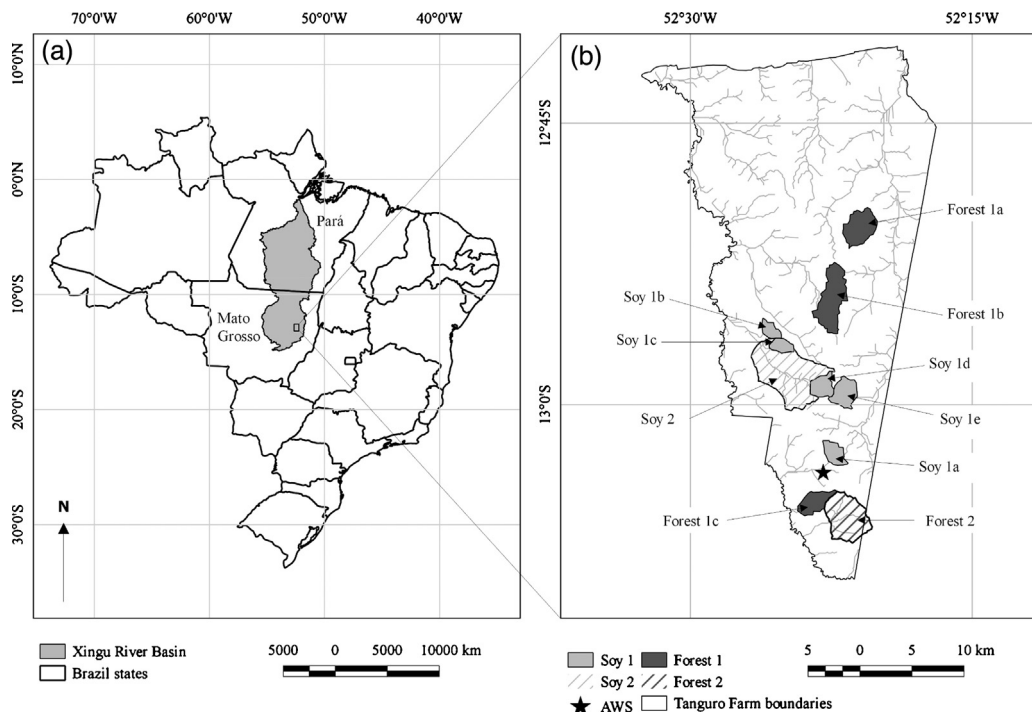 70°0'W 60°0'W 50°0'W 40°0'W
52°30'W 52°15'W
(a)
10°0'N
0°0'N
10°0'S
20°0'S
30°0'S
Pará
Mato
Grosso
N
(b)
12°45'S
13°0'S
Forest 1a
Forest 1b
Soy 1b
Soy 1c
Soy 1d
Soy 2
Soy 1e
Soy 1a
Forest 1c
Forest 2
Xingu River Basin
Brazil states
5000 0 5000 10000 km
Soy 1 Forest 1
Soy 2 Forest 2
AWS Tanguro Farm boundaries
5 0 5 10 km